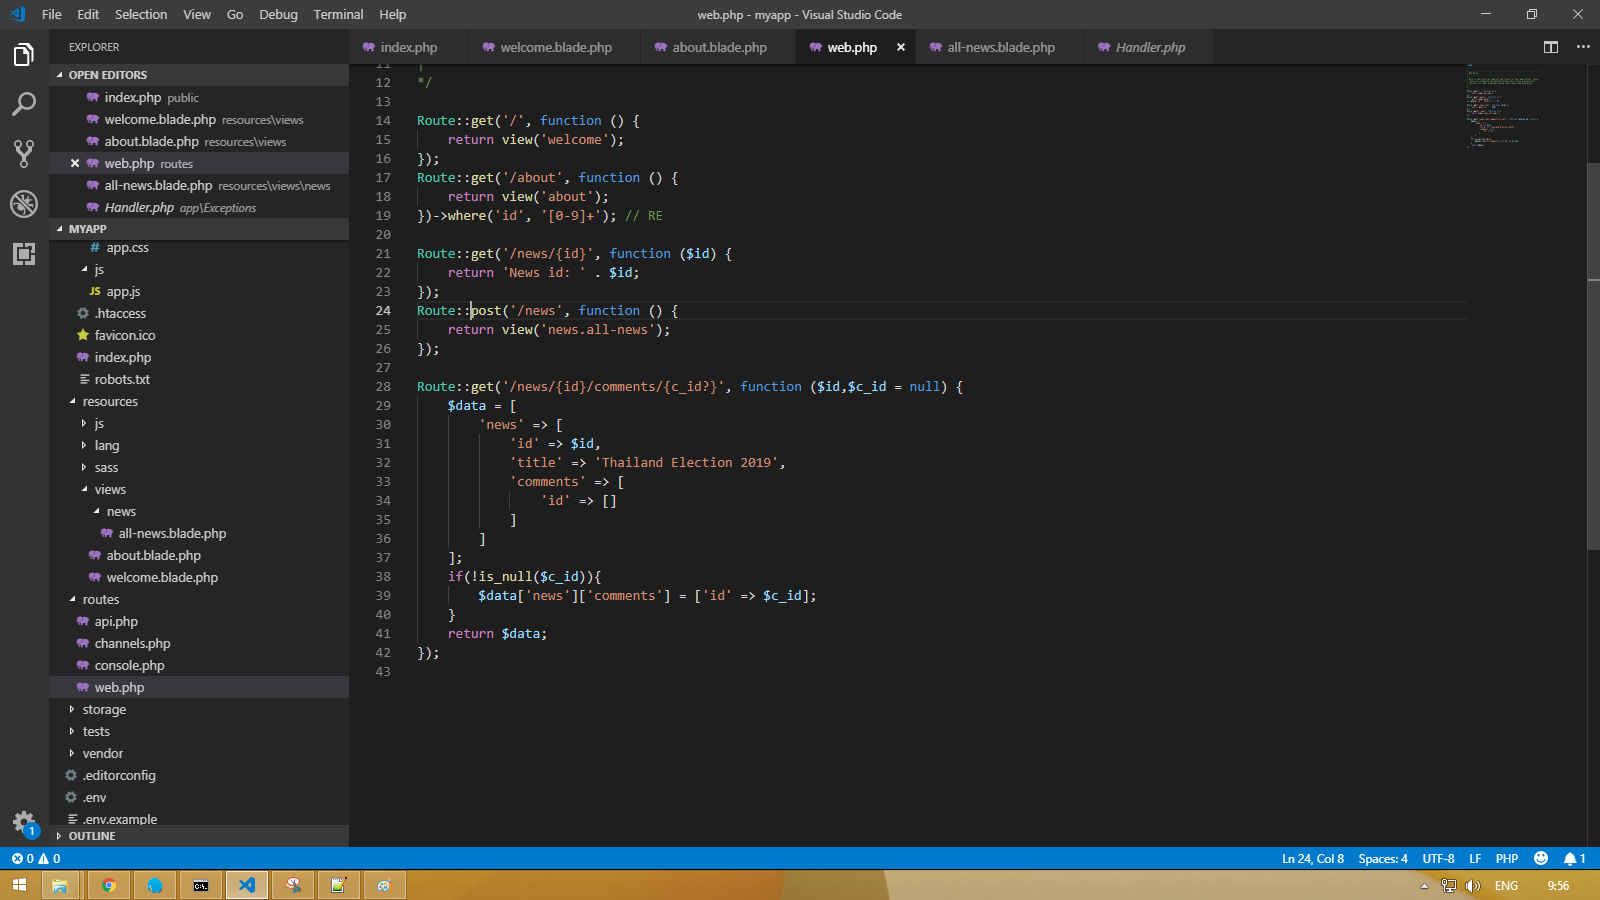 File Edit Selection View Go Debug Terminal Help
web.php - myapp - Visual Studio Code
EXPLORER
index.php welcome.blade.php about.blade.php web.php all-news.blade.php Handler.php
OPEN EDITORS
index.php public
welcome.blade.php resources\views
about.blade.php resources\views
web.php routes
all-news.blade.php resources\views\news
Handler.php app\Exceptions
MYAPP
app.css
js
JS app.js
.htaccess
favicon.ico
index.php
robots.txt
resources
js
lang
sass
views
news
all-news.blade.php
about.blade.php
welcome.blade.php
routes
api.php
channels.php
console.php
web.php
storage
tests
vendor
.editorconfig
.env
.env.example
OUTLINE
1
11 |
12 */
13
14 Route::get('/', function () {
15 return view('welcome');
16 });
17 Route::get('/about', function () {
18 return view('about');
19 })->where('id', '[0-9]+'); // RE
20
21 Route::get('/news/{id}', function ($id) {
22 return 'News id: ' . $id;
23 });
24 Route::post('/news', function () {
25 return view('news.all-news');
26 });
27
28 Route::get('/news/{id}/comments/{c_id?}', function ($id,$c_id = null) {
29 $data = [
30 'news' => [
31 'id' => $id,
32 'title' => 'Thailand Election 2019',
33 'comments' => [
34 'id' => []
35 ]
36 ]
37 ];
38 if(!is_null($c_id)){
39 $data['news']['comments'] = ['id' => $c_id];
40 }
41 return $data;
42 });
43
0 0
Ln 24, Col 8 Spaces: 4 UTF-8 LF PHP 1
ENG 9:56